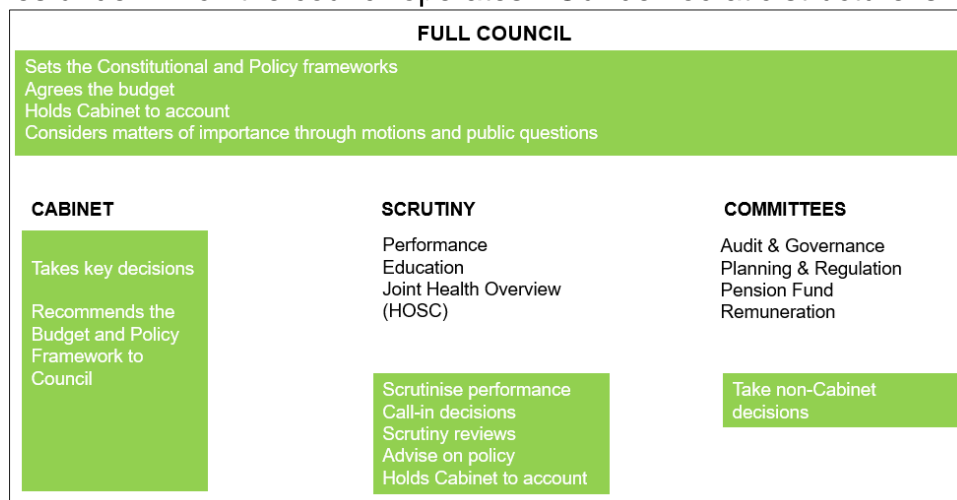 FULL COUNCIL
Sets the Constitutional and Policy frameworks
Agrees the budget
Holds Cabinet to account
Considers matters of importance through motions and public questions
CABINET
Takes key decisions
Recommends the
Budget and Policy
Framework to
Council
SCRUTINY
Performance
Education
Joint Health Overview
(HOSC)
Scrutinise performance
Call-in decisions
Scrutiny reviews
Advise on policy
Holds Cabinet to account
COMMITTEES
Audit & Governance
Planning & Regulation
Pension Fund
Remuneration
Take non-Cabinet
decisions